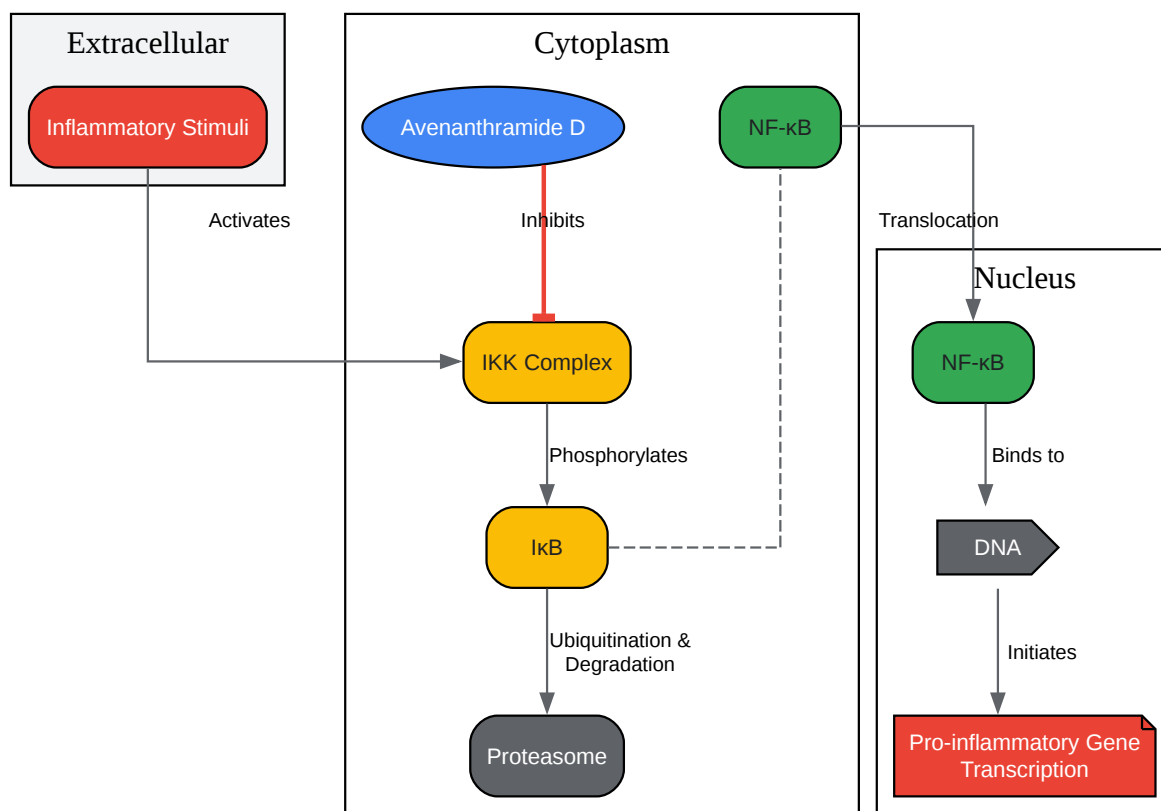 Extracellular
Inflammatory Stimuli
Activates
Cytoplasm
Avenanthramide D
NF-κB
Inhibits
Translocation
IKK Complex
Phosphorylates
IκB
Ubiquitination &
Degradation
Proteasome
Nucleus
NF-κB
Binds to
DNA
Initiates
Pro-inflammatory Gene
Transcription